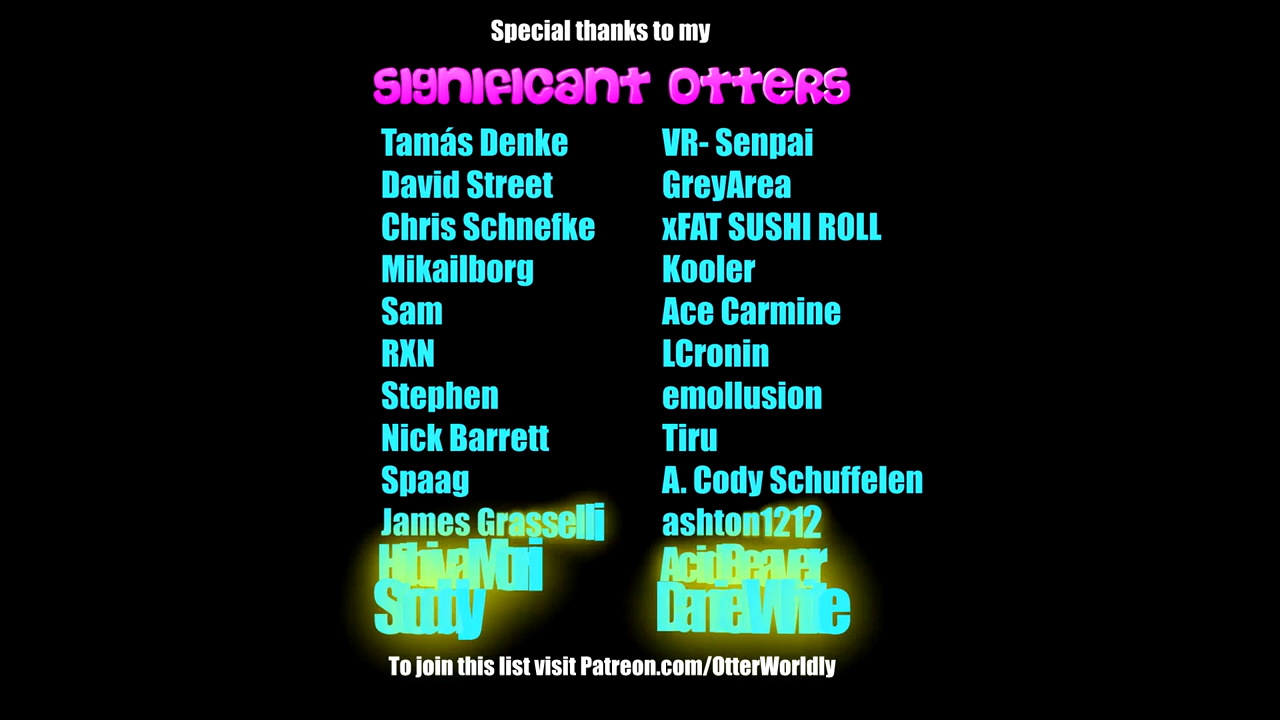 Special thanks to my
SIGNIFICANT OTTERS
Tamás Denke
David Street
Chris Schnefke
Mikailborg
Sam
RXN
Stephen
Nick Barrett
Spaag
James Grasselli
VR- Senpai
GreyArea
xFAT SUSHI ROLL
Kooler
Ace Carmine
LCronin
emollusion
Tiru
A. Cody Schuffelen
ashton1212
AcidBeaver
To join this list visit Patreon.com/OtterWorldly